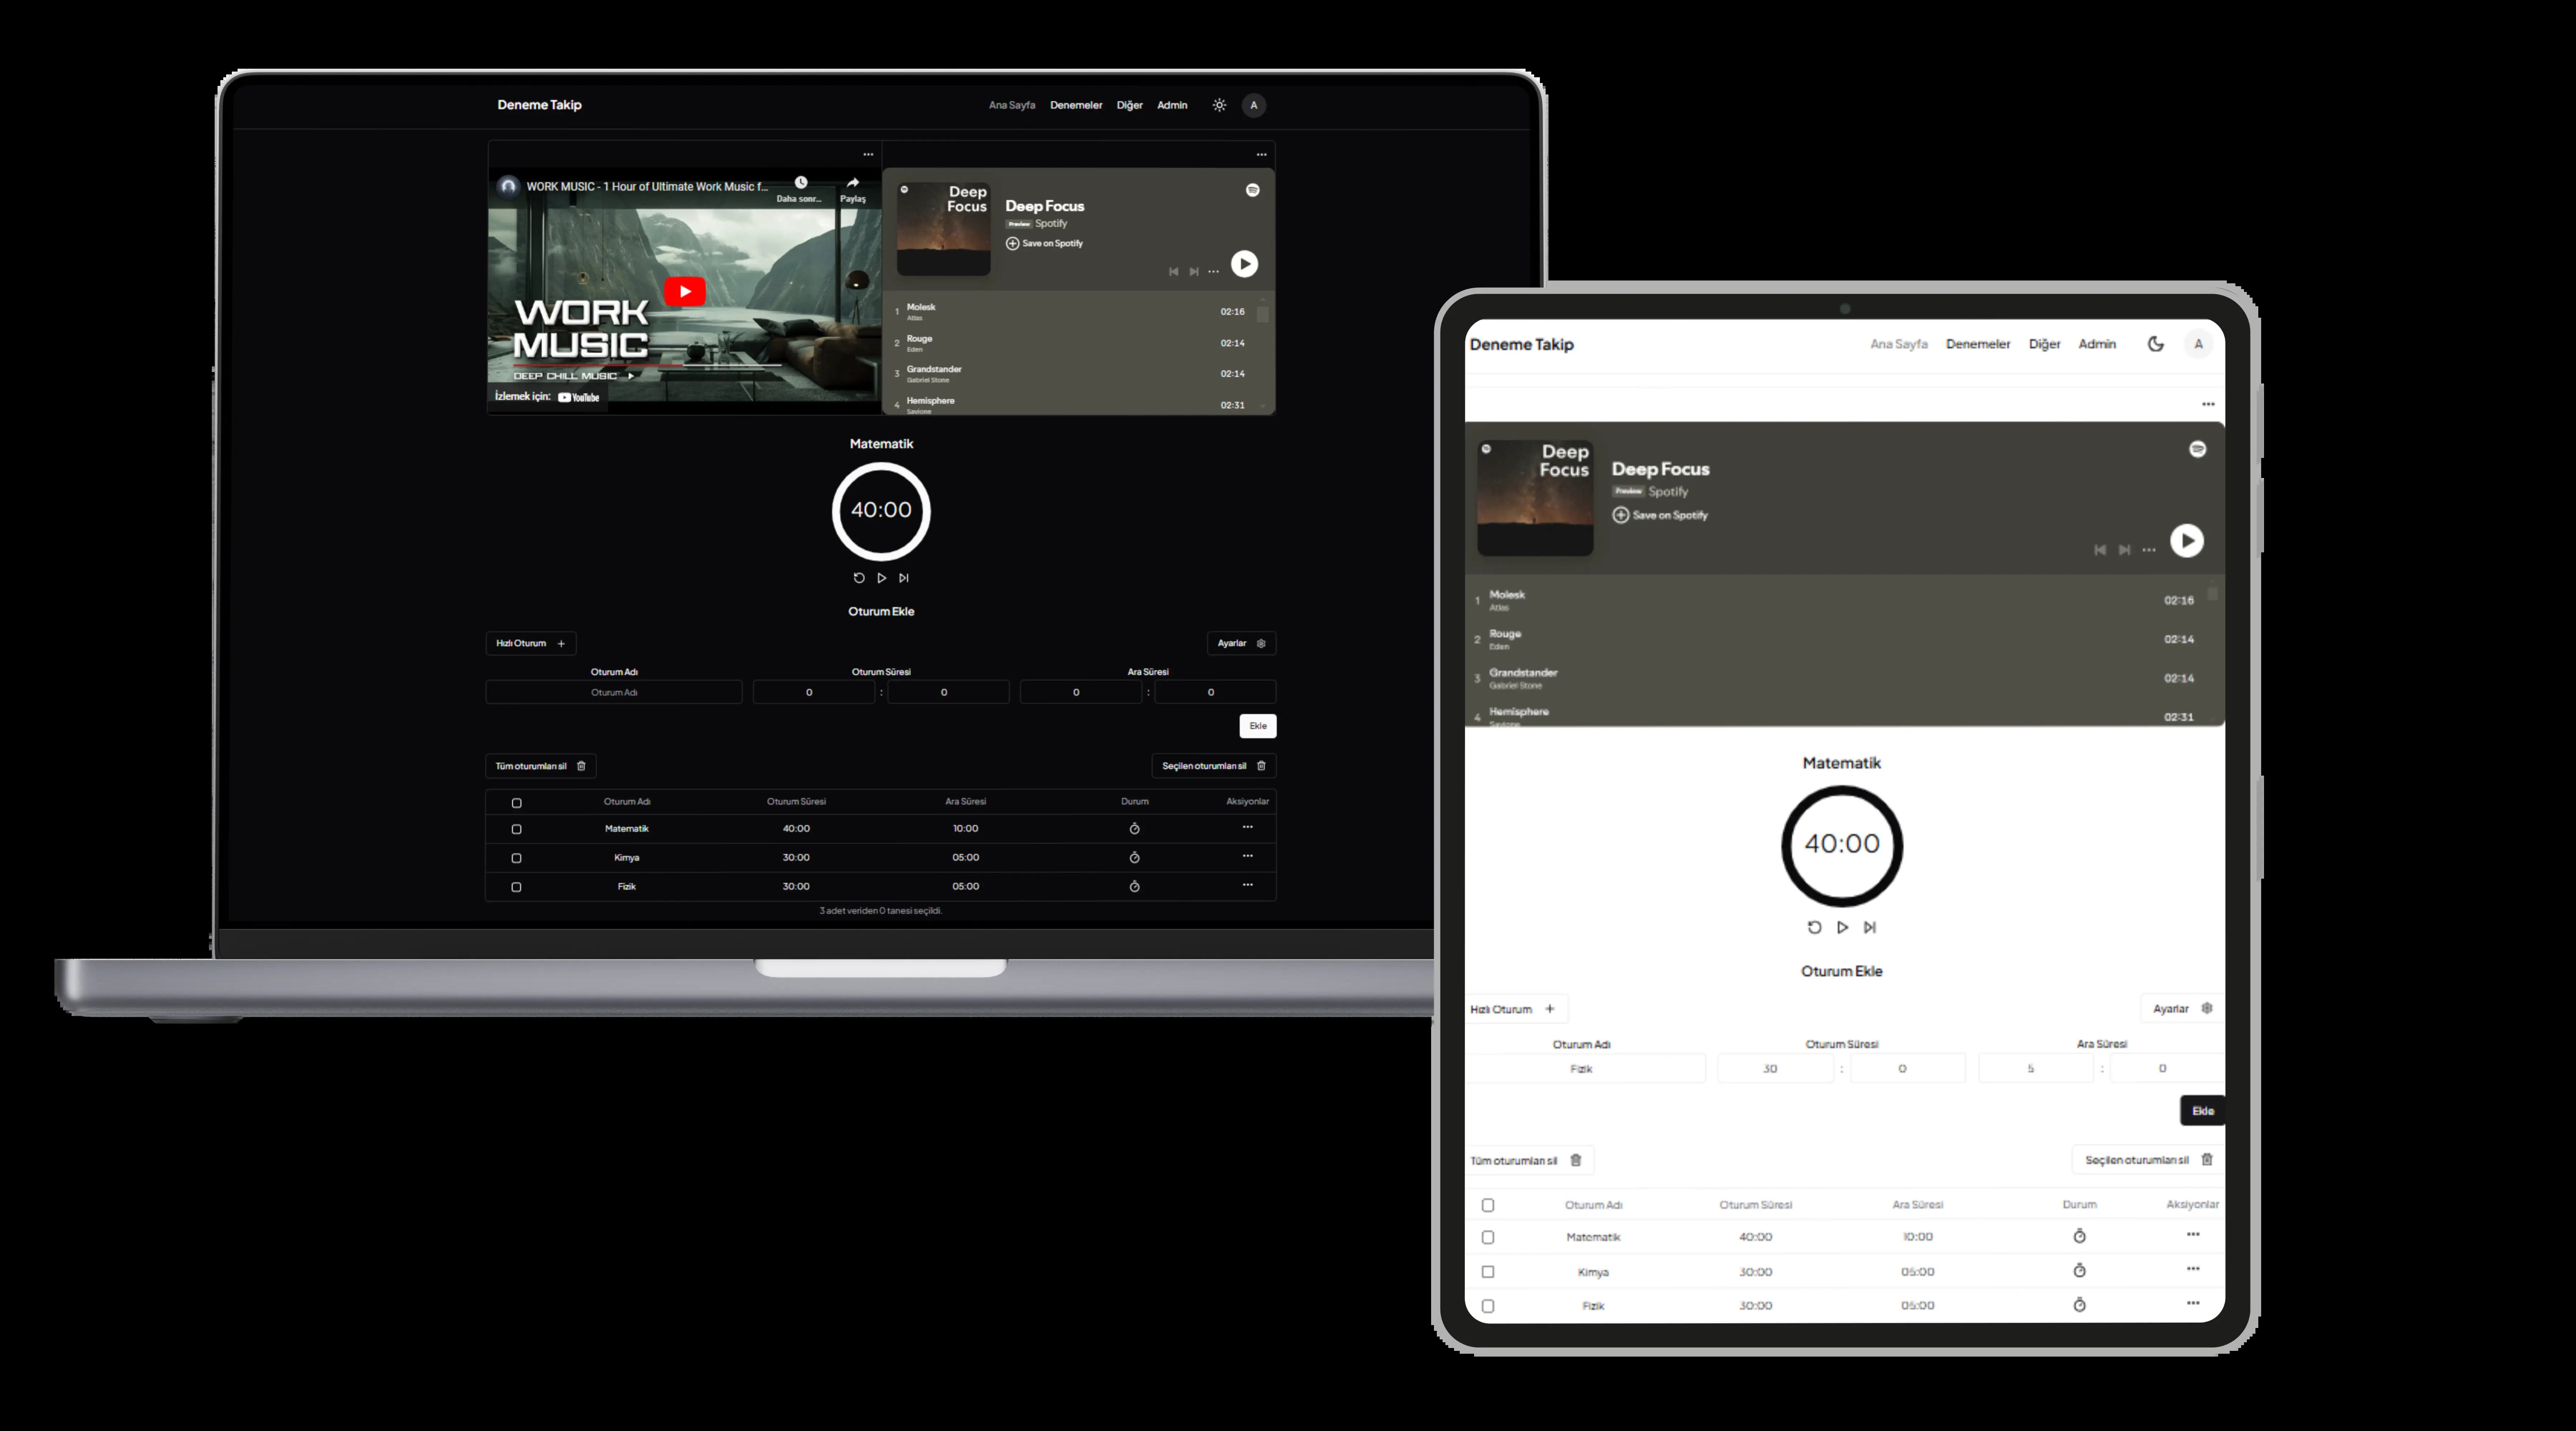 Deneme Takip
Ana Sayfa Denemeler Diğer Admin A
WORK MUSIC - 1 Hour of Ultimate Work Music f...
Daha sonr... Paylaş
WORK
MUSIC
DEEP CHILL MUSIC
İzlemek için: YouTube
Deep
Focus
Deep Focus
Preview Spotify
Save on Spotify
1 Molesk 02:16
Atlas
2 Rouge 02:14
Eden
3 Grandstander 02:14
Gabriel Stone
4 Hemisphere 02:31
Savione
Matematik
40:00
Oturum Ekle
Hızlı Oturum Ayarlar
Oturum Adı Oturum Süresi Ara Süresi
Oturum Adı 0 : 0 0 : 0
Ekle
Tüm oturumları sil Seçilen oturumları sil
Oturum Adı Oturum Süresi Ara Süresi Durum Aksiyonlar
Matematik 40:00 10:00
Kimya 30:00 05:00
Fizik 30:00 05:00
3 adet veriden 0 tanesi seçildi.
Deneme Takip
Ana Sayfa Denemeler Diğer Admin A
Deep
Focus
Deep Focus
Preview Spotify
Save on Spotify
1 Molesk 02:16
Atlas
2 Rouge 02:14
Eden
3 Grandstander 02:14
Gabriel Stone
4 Hemisphere 02:31
Savione
Matematik
40:00
Oturum Ekle
Hızlı Oturum Ayarlar
Oturum Adı Oturum Süresi Ara Süresi
Fizik 30 : 0 5 : 0
Ekle
Tüm oturumları sil Seçilen oturumları sil
Oturum Adı Oturum Süresi Ara Süresi Durum Aksiyonlar
Matematik 40:00 10:00
Kimya 30:00 05:00
Fizik 30:00 05:00